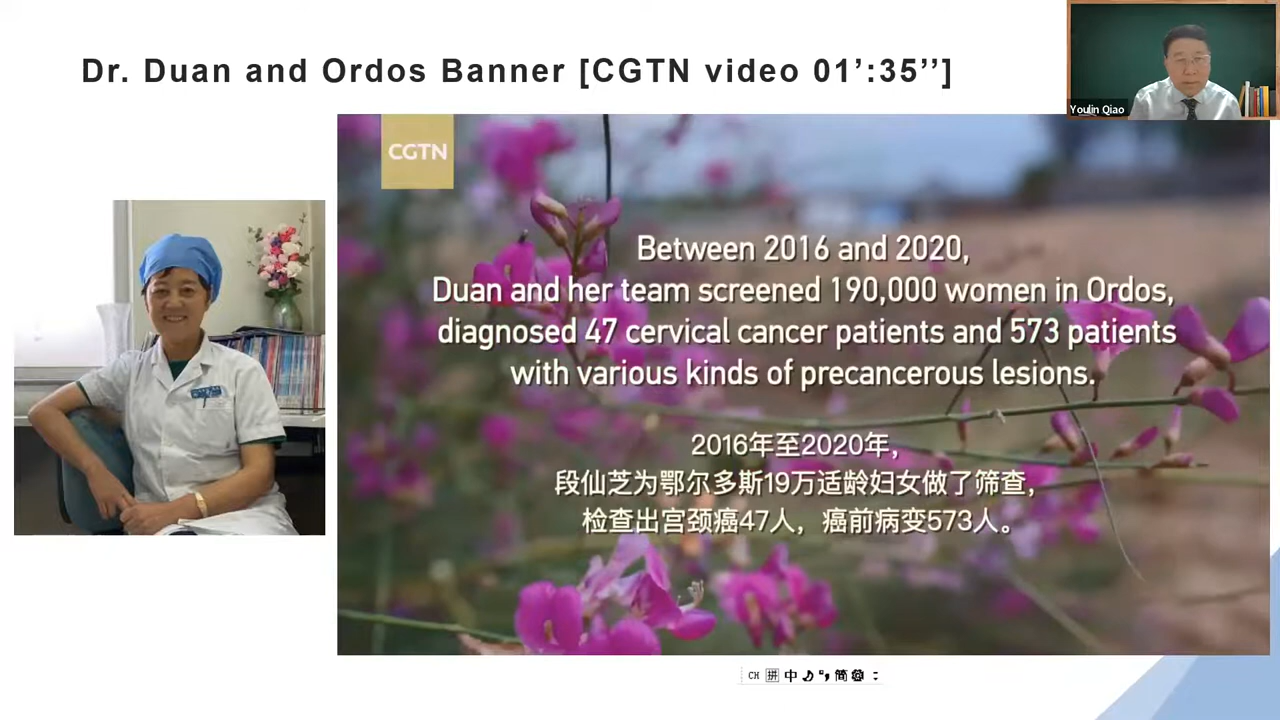 Dr. Duan and Ordos Banner [CGTN video 01’:35’’]
Youlin Qiao
CGTN
Between 2016 and 2020,
Duan and her team screened 190,000 women in Ordos,
diagnosed 47 cervical cancer patients and 573 patients
with various kinds of precancerous lesions.
2016年至2020年，
段仙芝为鄂尔多斯19万适龄妇女做了筛查，
检查出宫颈癌47人，癌前病变573人。
CH 拼 中 简